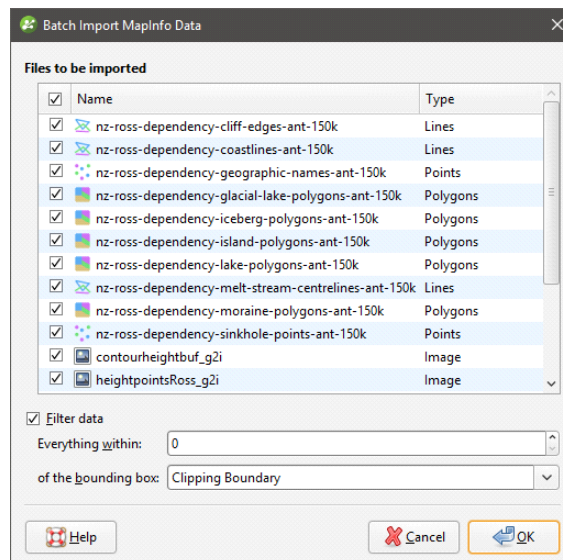 Batch Import MapInfo Data
Files to be imported
Name Type
nz-ross-dependency-cliff-edges-ant-150k Lines
nz-ross-dependency-coastlines-ant-150k Lines
nz-ross-dependency-geographic-names-ant-150k Points
nz-ross-dependency-glacial-lake-polygons-ant-150k Polygons
nz-ross-dependency-iceberg-polygons-ant-150k Polygons
nz-ross-dependency-island-polygons-ant-150k Polygons
nz-ross-dependency-lake-polygons-ant-150k Polygons
nz-ross-dependency-melt-stream-centrelines-ant-150k Lines
nz-ross-dependency-moraine-polygons-ant-150k Polygons
nz-ross-dependency-sinkhole-points-ant-150k Points
contourheightbuf_g2i Image
heightpointsRoss_g2i Image
Filter data
Everything within: 0
of the bounding box: Clipping Boundary
Help Cancel OK